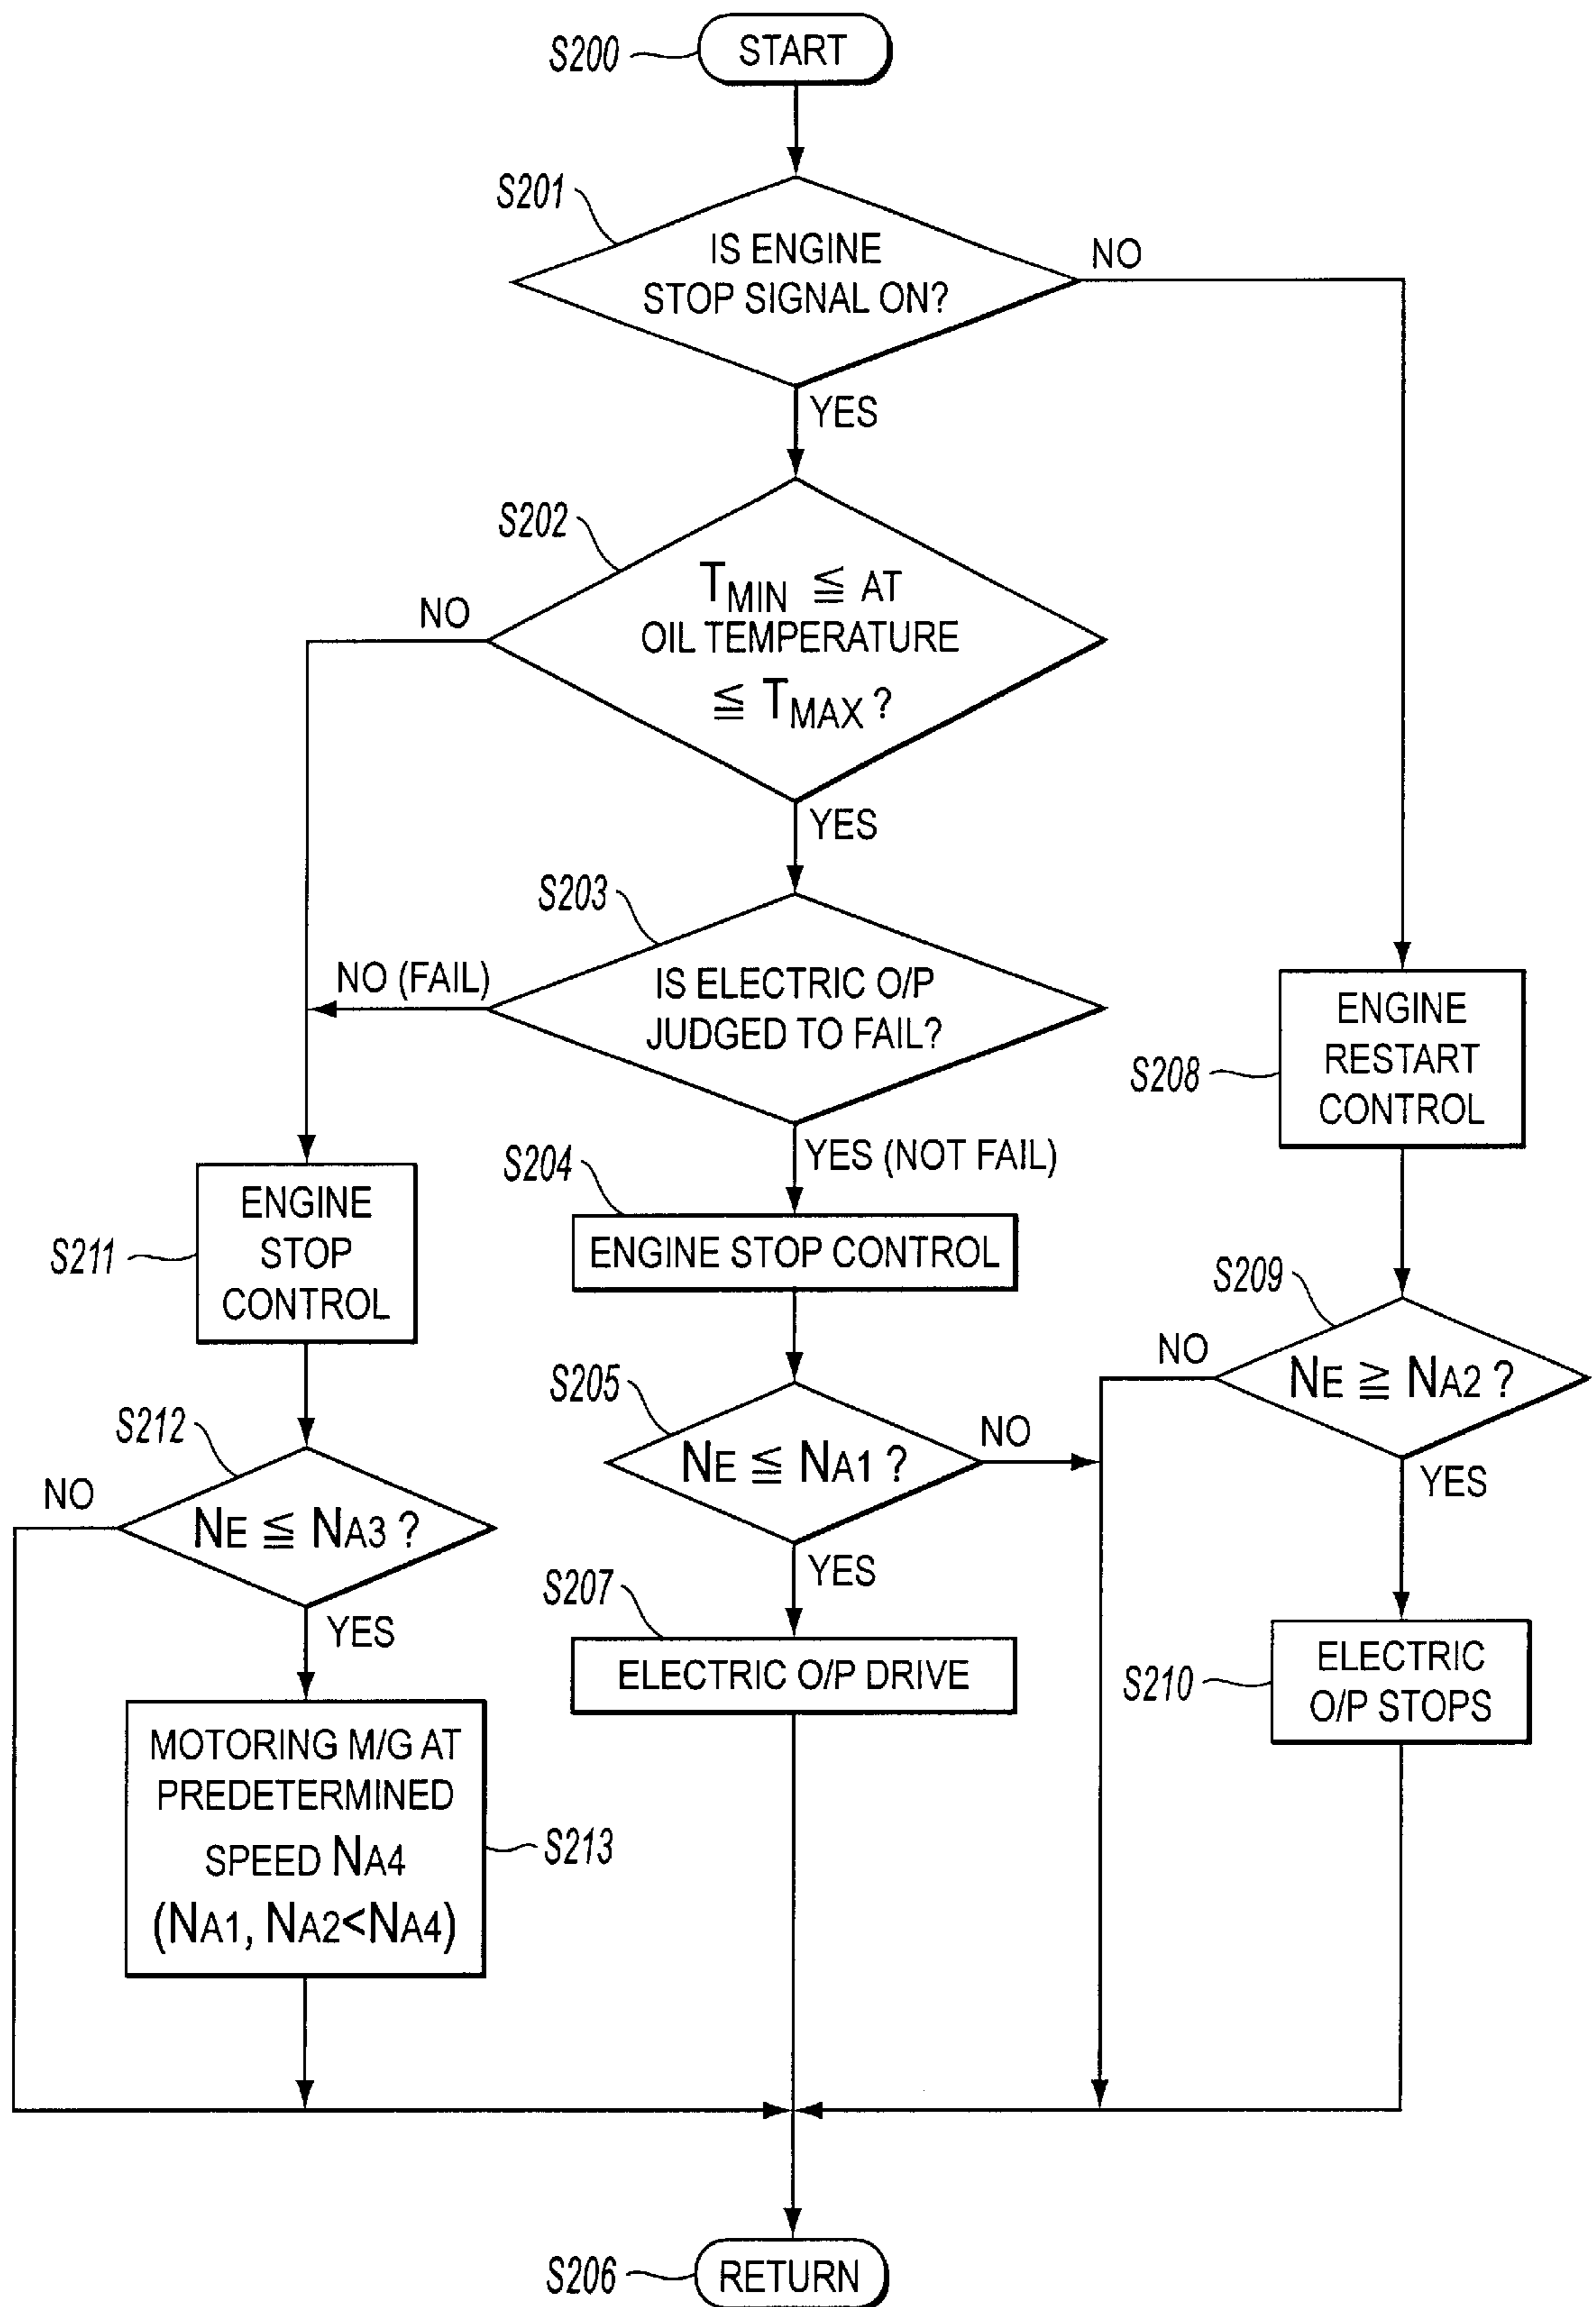 S200
START
S201
IS ENGINE
STOP SIGNAL ON?
NO
YES
S202
TMIN ≦ AT
OIL TEMPERATURE
≦ TMAX ?
NO
YES
S203
IS ELECTRIC O/P
JUDGED TO FAIL?
NO (FAIL)
YES (NOT FAIL)
S208
ENGINE
RESTART
CONTROL
S204
ENGINE STOP CONTROL
S211
ENGINE
STOP
CONTROL
S209
NE ≧ NA2 ?
NO
YES
S205
NE ≦ NA1 ?
NO
YES
S212
NE ≦ NA3 ?
NO
YES
S207
ELECTRIC O/P DRIVE
S210
ELECTRIC
O/P STOPS
MOTORING M/G AT
PREDETERMINED
SPEED NA4
(NA1, NA2<NA4)
S213
S206
RETURN